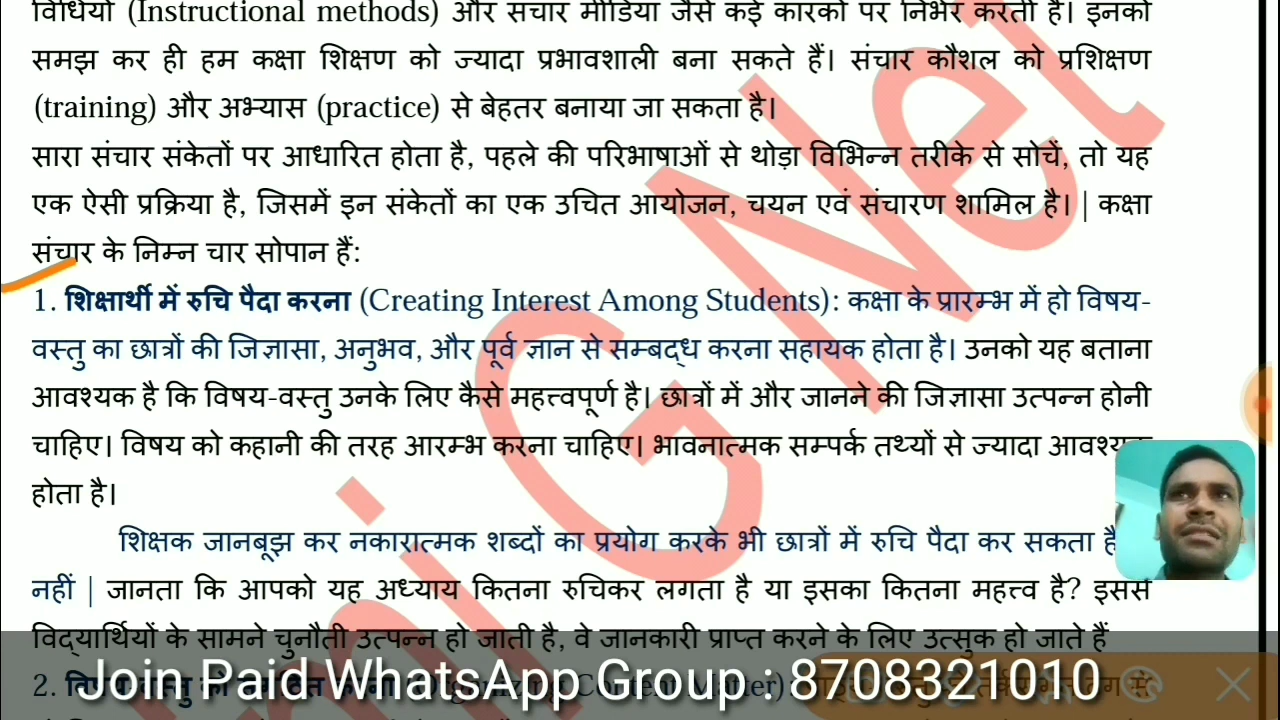 विधियों (Instructional methods) और संचार मीडिया जैसे कई कारकों पर निर्भर करती है। इनको
समझ कर ही हम कक्षा शिक्षण को ज्यादा प्रभावशाली बना सकते हैं। संचार कौशल को प्रशिक्षण
(training) और अभ्यास (practice) से बेहतर बनाया जा सकता है।
सारा संचार संकेतों पर आधारित होता है, पहले की परिभाषाओं से थोड़ा विभिन्न तरीके से सोचें, तो यह
एक ऐसी प्रक्रिया है, जिसमें इन संकेतों का एक उचित आयोजन, चयन एवं संचारण शामिल है। | कक्षा
संचार के निम्न चार सोपान हैं:
1. शिक्षार्थी में रुचि पैदा करना (Creating Interest Among Students): कक्षा के प्रारम्भ में हो विषय-
वस्तु का छात्रों की जिज्ञासा, अनुभव, और पूर्व ज्ञान से सम्बद्ध करना सहायक होता है। उनको यह बताना
आवश्यक है कि विषय-वस्तु उनके लिए कैसे महत्त्वपूर्ण है। छात्रों में और जानने की जिज्ञासा उत्पन्न होनी
चाहिए। विषय को कहानी की तरह आरम्भ करना चाहिए। भावनात्मक सम्पर्क तथ्यों से ज्यादा आवश्यक
होता है।
शिक्षक जानबूझ कर नकारात्मक शब्दों का प्रयोग करके भी छात्रों में रुचि पैदा कर सकता है
नहीं | जानता कि आपको यह अध्याय कितना रुचिकर लगता है या इसका कितना महत्त्व है? इससे
विद्यार्थियों के सामने चुनौती उत्पन्न हो जाती है, वे जानकारी प्राप्त करने के लिए उत्सुक हो जाते हैं
Join Paid WhatsApp Group : 8708321010
2.
G Net